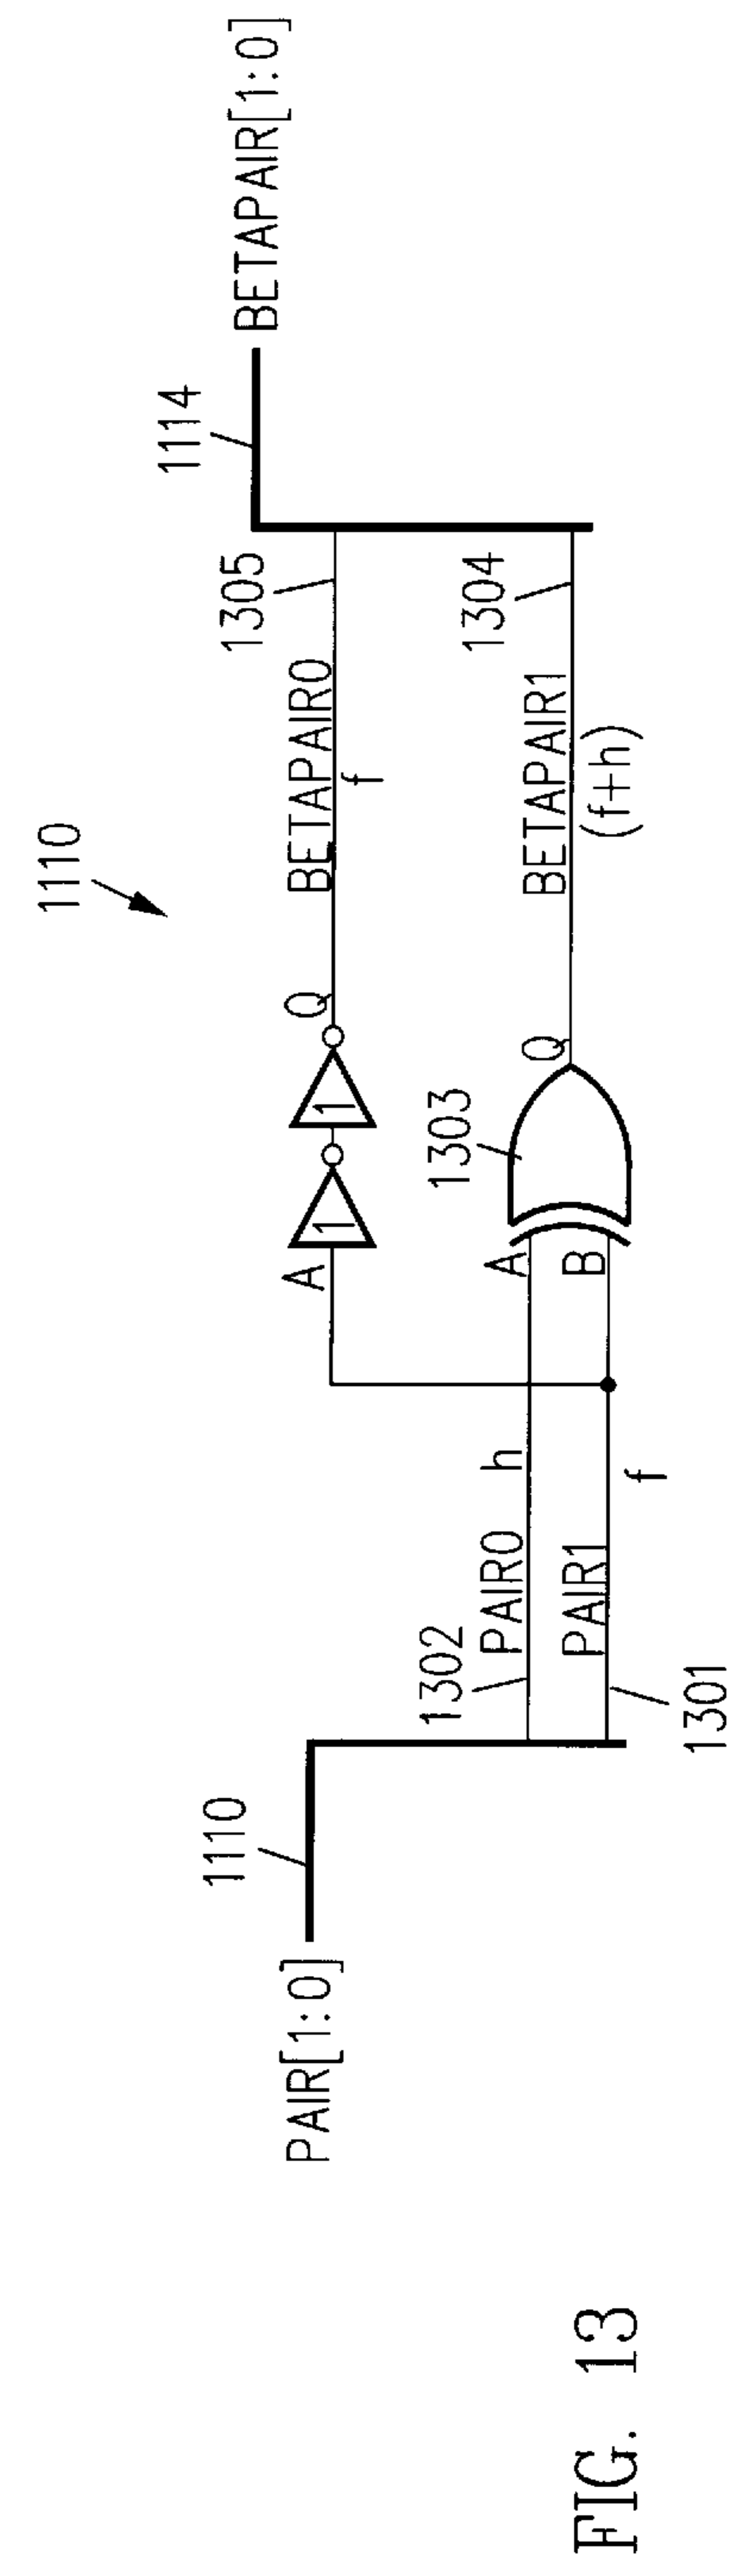 1110
PAIR[1:0]
1110
1302
PAIR0
h
PAIR1
f
1301
A
1
1
Q
BETAPAIR0
f
1305
A
B
1303
Q
BETAPAIR1
(f+h)
1304
1114
BETAPAIR[1:0]
FIG. 13